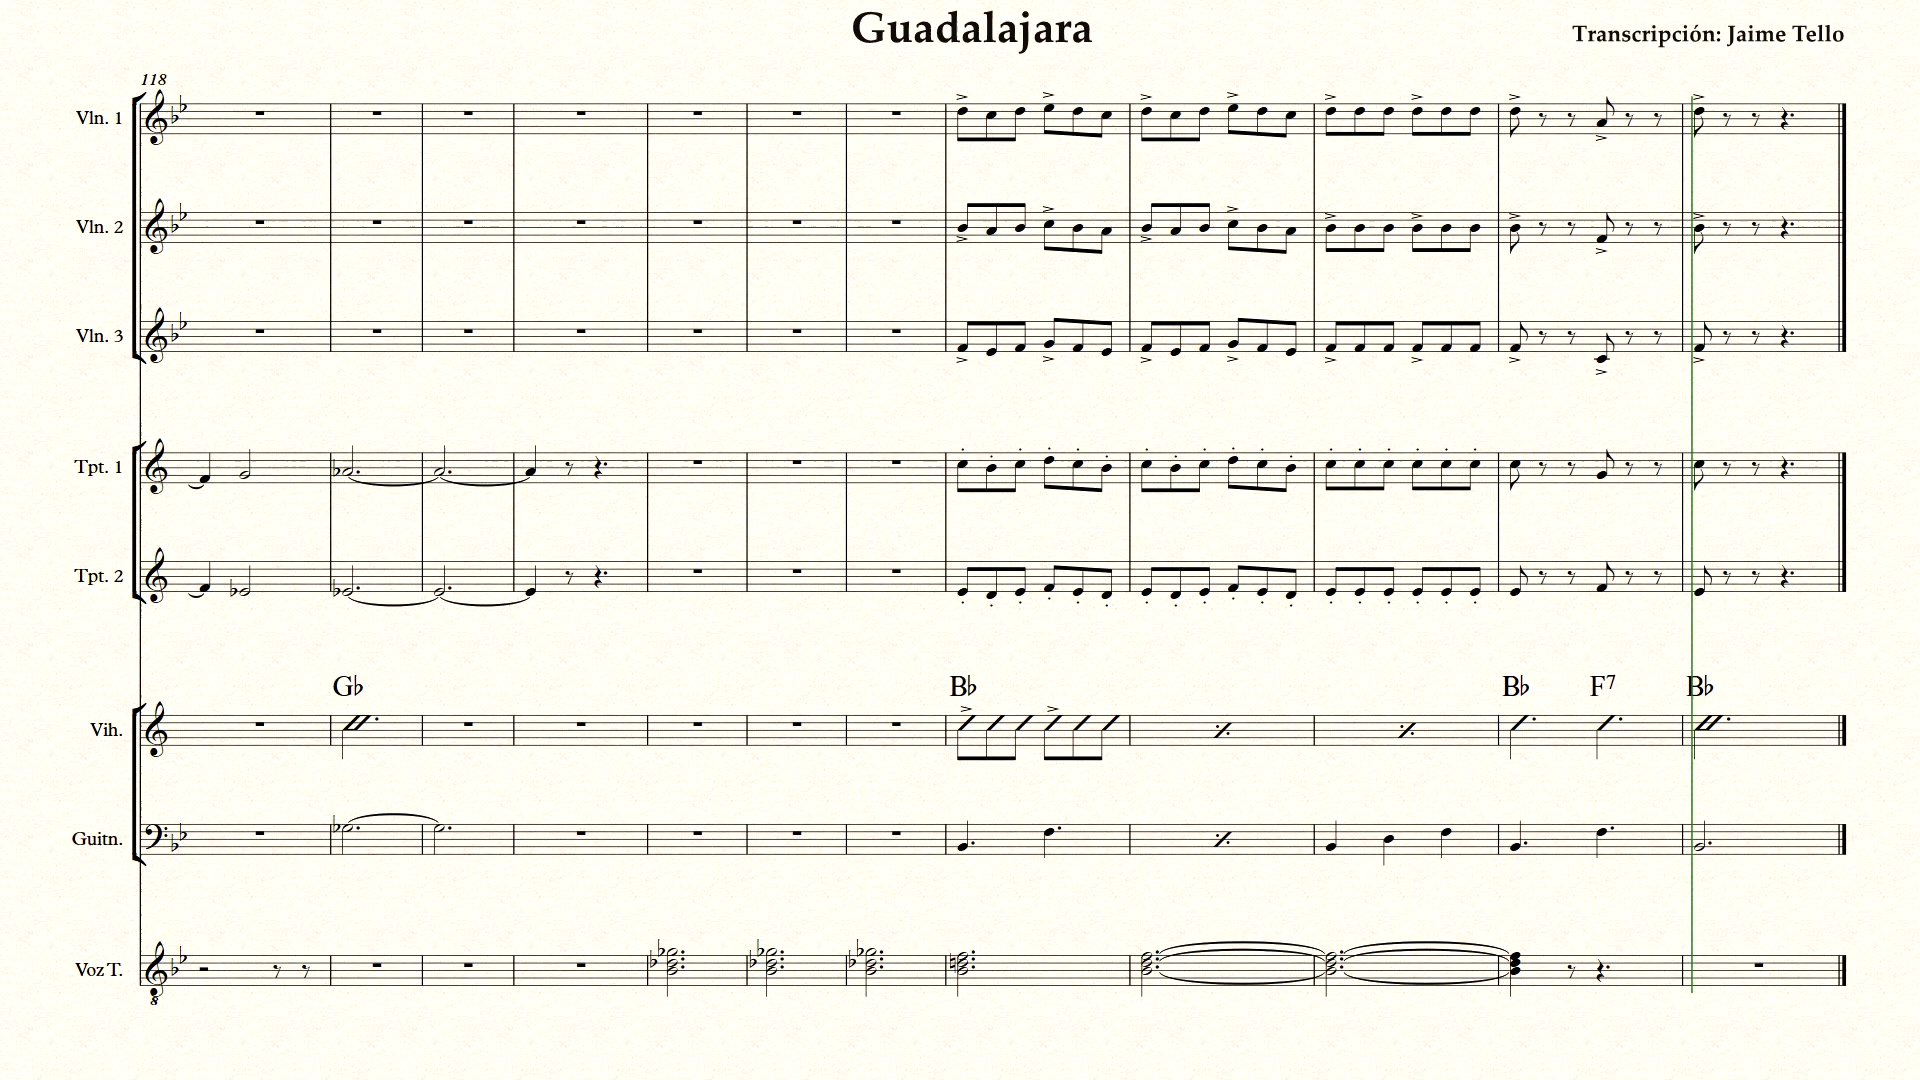 Guadalajara
Transcripción: Jaime Tello
118
Vln. 1
Vln. 2
Vln. 3
Tpt. 1
Tpt. 2
G♭ B♭ B♭ F7 B♭
Vih.
Guitn.
Voz T.
8